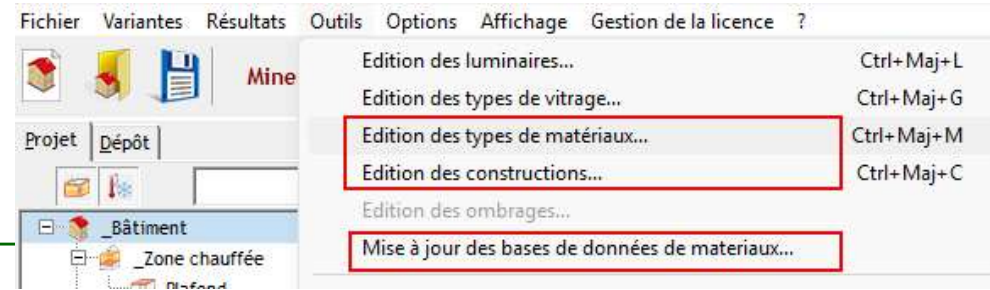 Fichier Variantes Résultats Outils Options Affichage Gestion de la licence ?
Mine
Edition des luminaires... Ctrl+Maj+L
Edition des types de vitrage... Ctrl+Maj+G
Edition des types de matériaux... Ctrl+Maj+M
Edition des constructions... Ctrl+Maj+C
Edition des ombrages...
Mise à jour des bases de données de materiaux...
Projet Dépôt
_Bâtiment
_Zone chauffée
Plafond